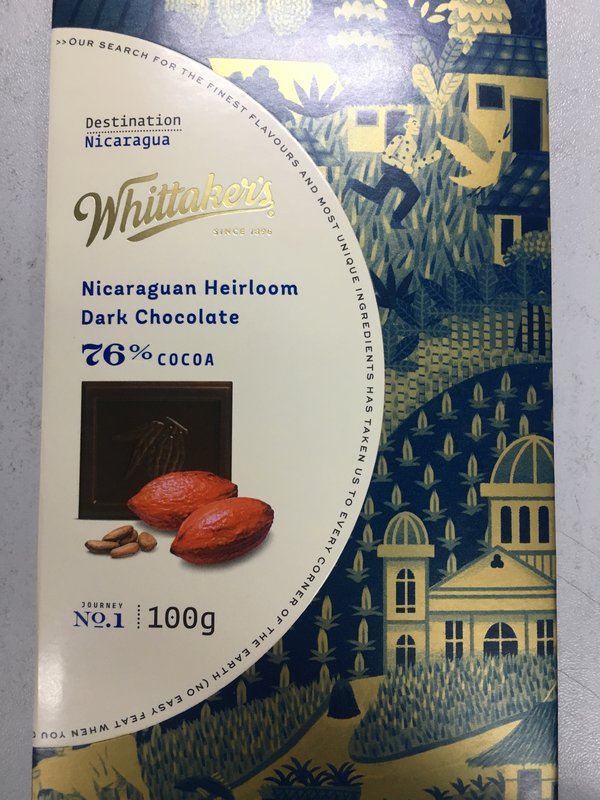 >>OUR SEARCH FOR THE FINEST FLAVOURS AND MOST UNIQUE INGREDIENTS HAS TAKEN US TO EVERY CORNER OF THE EARTH (NO EASY FEAT WHEN YOU
Destination
Nicaragua
Whittaker's
SINCE 1896
Nicaraguan Heirloom
Dark Chocolate
76% COCOA
JOURNEY
No.1
100g